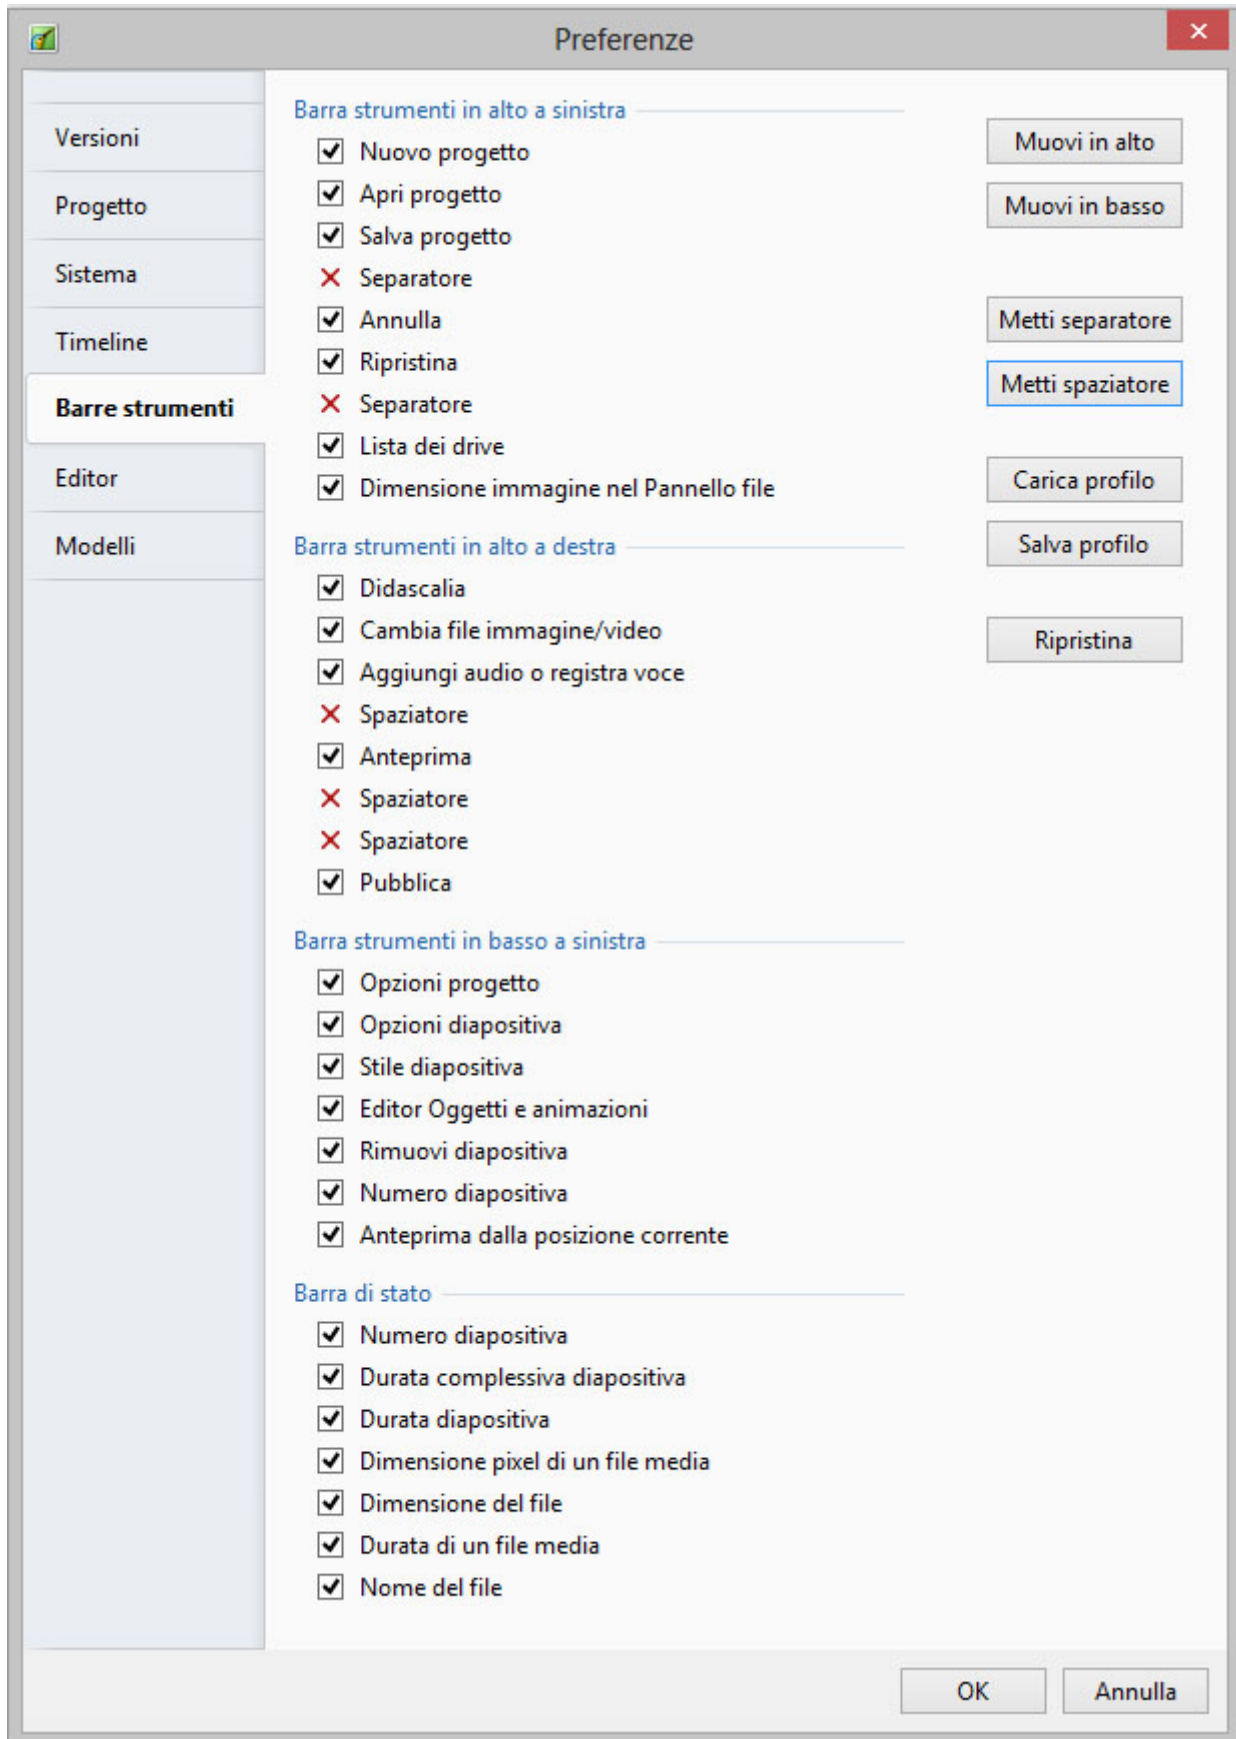 Preferenze
Versioni
Progetto
Sistema
Timeline
Barre strumenti
Editor
Modelli
Barra strumenti in alto a sinistra
Nuovo progetto
Apri progetto
Salva progetto
Separatore
Annulla
Ripristina
Separatore
Lista dei drive
Dimensione immagine nel Pannello file
Barra strumenti in alto a destra
Didascalia
Cambia file immagine/video
Aggiungi audio o registra voce
Spaziatore
Anteprima
Spaziatore
Spaziatore
Pubblica
Barra strumenti in basso a sinistra
Opzioni progetto
Opzioni diapositiva
Stile diapositiva
Editor Oggetti e animazioni
Rimuovi diapositiva
Numero diapositiva
Anteprima dalla posizione corrente
Barra di stato
Numero diapositiva
Durata complessiva diapositiva
Durata diapositiva
Dimensione pixel di un file media
Dimensione del file
Durata di un file media
Nome del file
Muovi in alto
Muovi in basso
Metti separatore
Metti spaziatore
Carica profilo
Salva profilo
Ripristina
OK
Annulla